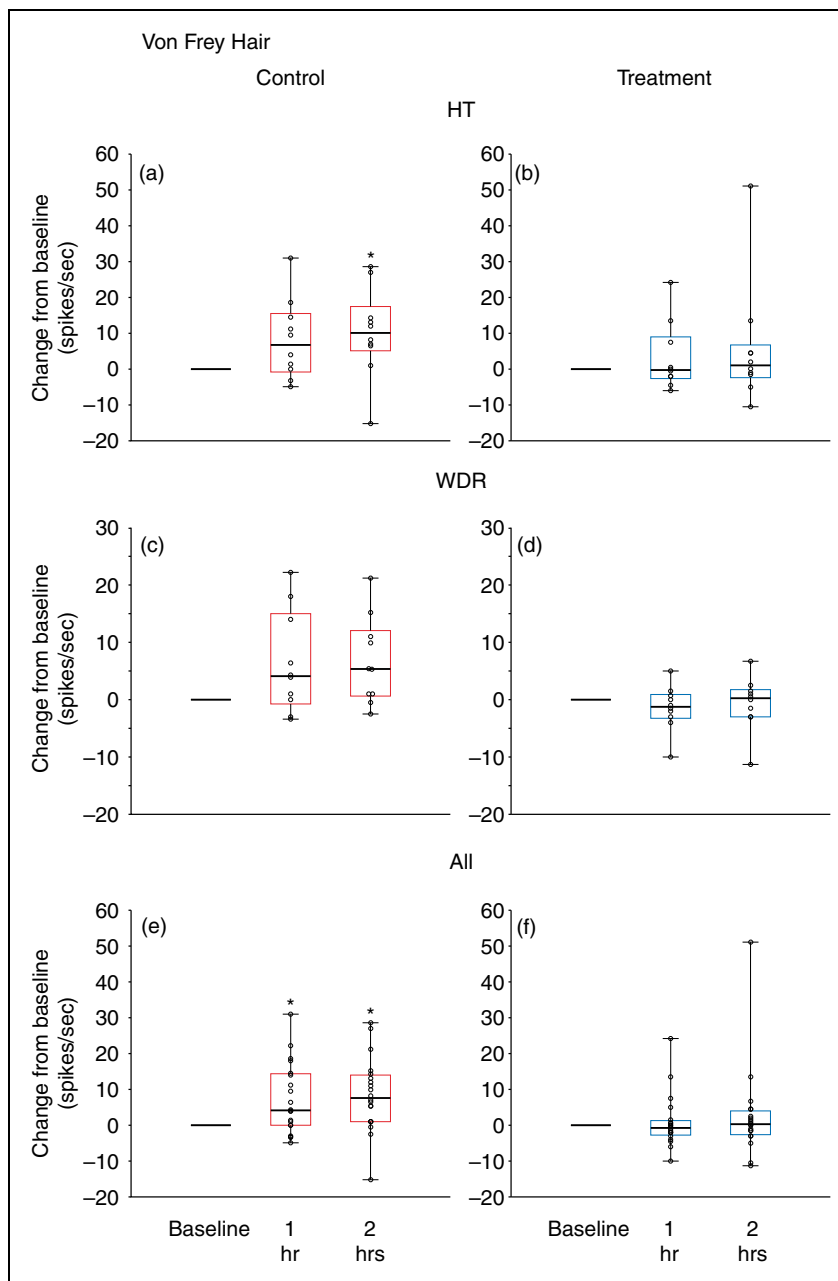 Von Frey Hair
Control Treatment
HT
(a)
60
50
40
30
20
10
0
–10
–20
Change from baseline
(spikes/sec)
*
(b)
60
50
40
30
20
10
0
–10
–20
WDR
(c)
30
20
10
0
–10
–20
Change from baseline
(spikes/sec)
(d)
30
20
10
0
–10
–20
All
(e)
60
50
40
30
20
10
0
–10
–20
Change from baseline
(spikes/sec)
*
*
(f)
60
50
40
30
20
10
0
–10
–20
Baseline 1 2 Baseline 1 2
hr hrs hr hrs